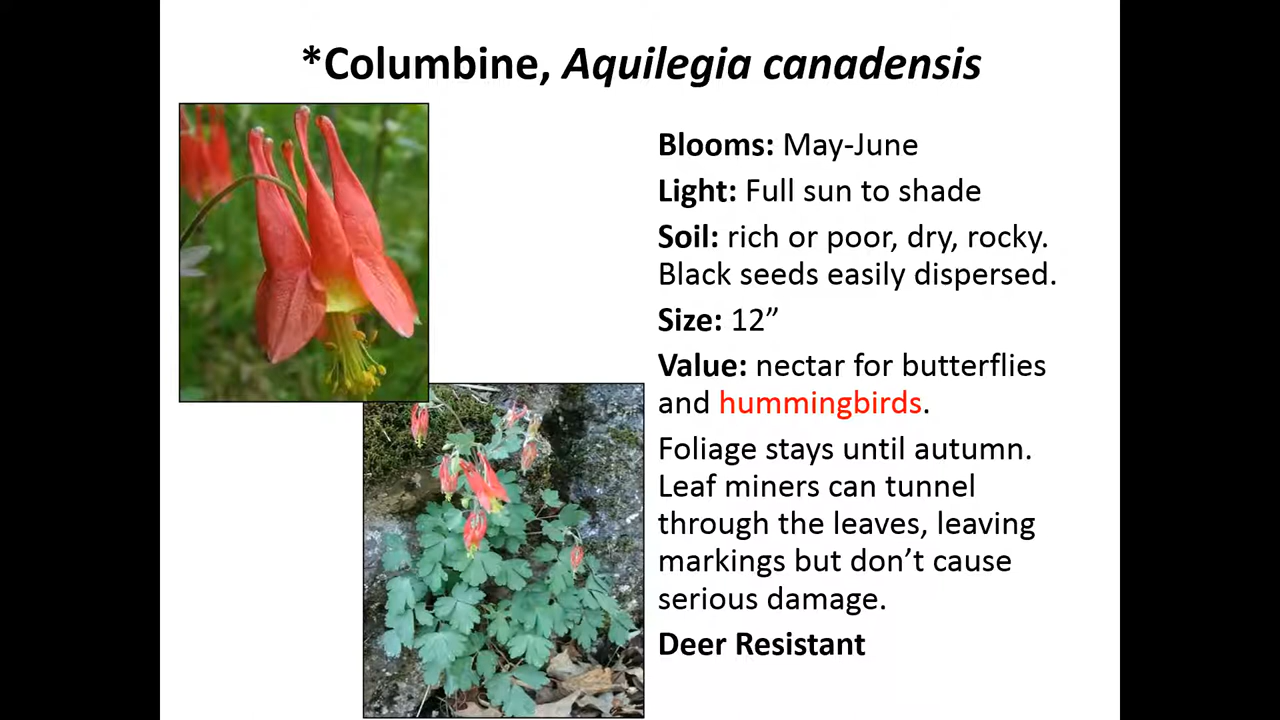 *Columbine, Aquilegia canadensis
Blooms: May-June
Light: Full sun to shade
Soil: rich or poor, dry, rocky.
Black seeds easily dispersed.
Size: 12”
Value: nectar for butterflies
and hummingbirds.
Foliage stays until autumn.
Leaf miners can tunnel
through the leaves, leaving
markings but don’t cause
serious damage.
Deer Resistant